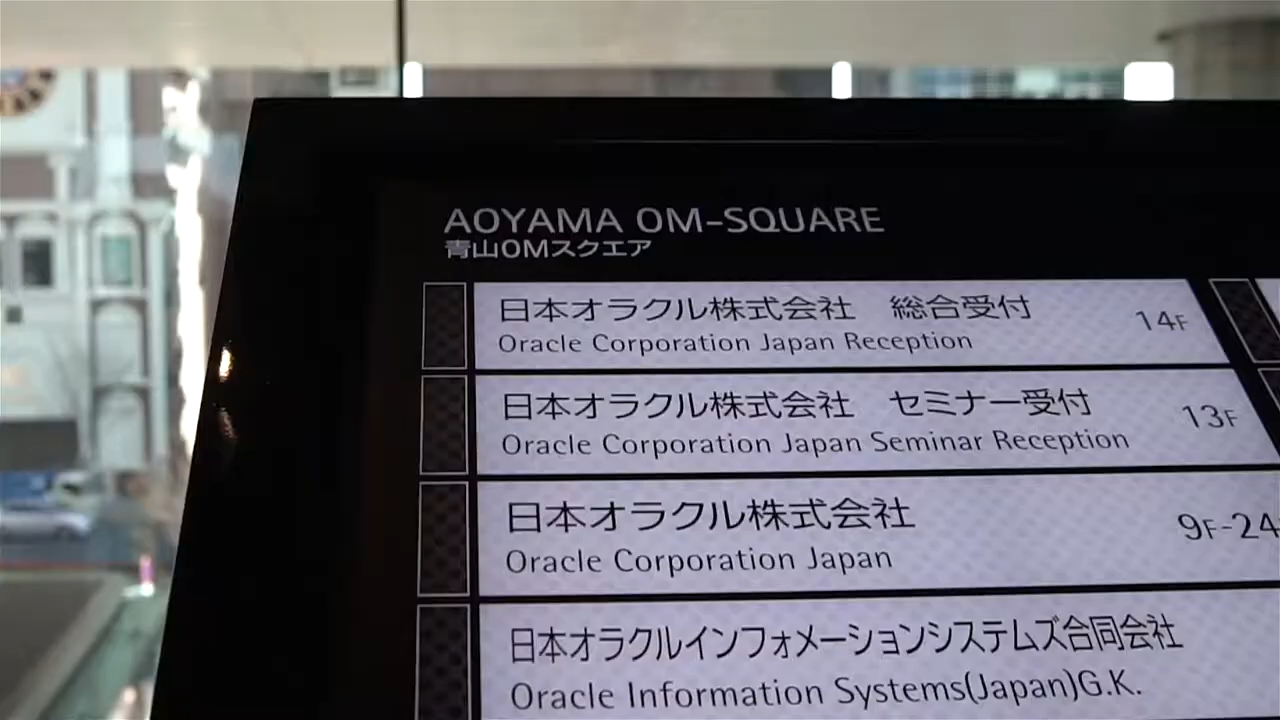 AOYAMA OM-SQUARE
青山OMスクエア
日本オラクル株式会社 総合受付 14F
Oracle Corporation Japan Reception
日本オラクル株式会社 セミナー受付 13F
Oracle Corporation Japan Seminar Reception
日本オラクル株式会社 9F-24
Oracle Corporation Japan
日本オラクルインフォメーションシステムズ合同会社
Oracle Information Systems(Japan)G.K.